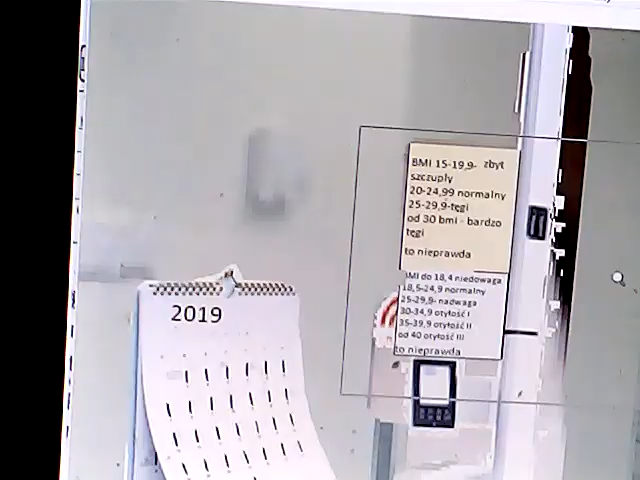 2019
BMI 15-19,9- zbyt
szczupły
20-24,99 normalny
25-29,9-tęgi
od 30 bmi - bardzo
tęgi
to nieprawda
BMI do 18,4 niedowaga
18,5-24,9 normalny
25-29,9- nadwaga
30-34,9 otyłość I
35-39,9 otyłość II
od 40 otyłość III
to nieprawda